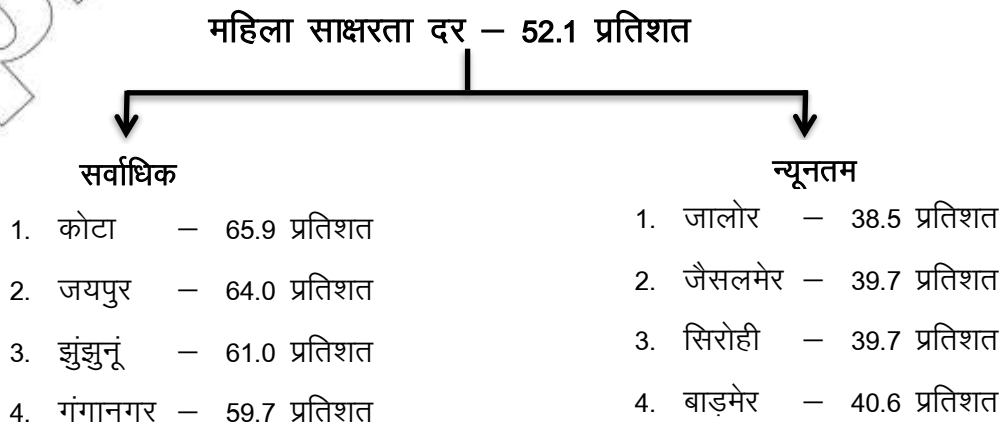 महिला साक्षरता दर – 52.1 प्रतिशत
सर्वाधिक
1. कोटा – 65.9 प्रतिशत
2. जयपुर – 64.0 प्रतिशत
3. झुंझुनूं – 61.0 प्रतिशत
4. गंगानगर – 59.7 प्रतिशत
न्यूनतम
1. जालोर – 38.5 प्रतिशत
2. जैसलमेर – 39.7 प्रतिशत
3. सिरोही – 39.7 प्रतिशत
4. बाड़मेर – 40.6 प्रतिशत